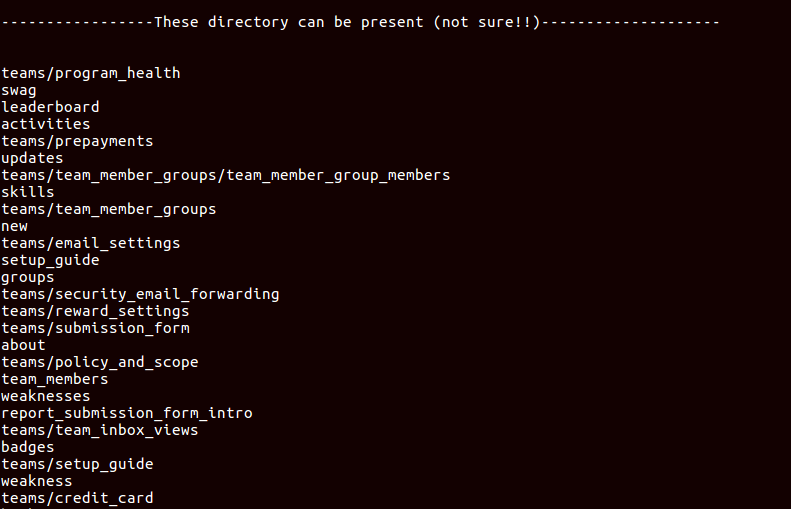 -----------------These directory can be present (not sure!!)--------------------
teams/program_health
swag
leaderboard
activities
teams/prepayments
updates
teams/team_member_groups/team_member_group_members
skills
teams/team_member_groups
new
teams/email_settings
setup_guide
groups
teams/security_email_forwarding
teams/reward_settings
teams/submission_form
about
teams/policy_and_scope
team_members
weaknesses
report_submission_form_intro
teams/team_inbox_views
badges
teams/setup_guide
weakness
teams/credit_card